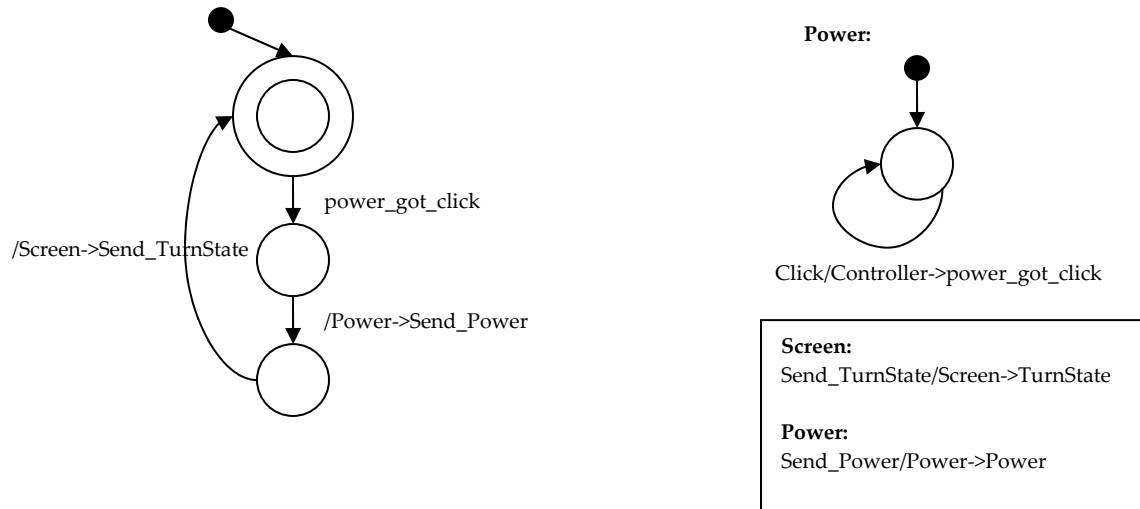 power_got_click
/Screen->Send_TurnState
/Power->Send_Power
Power:
Click/Controller->power_got_click
Screen:
Send_TurnState/Screen->TurnState
Power:
Send_Power/Power->Power